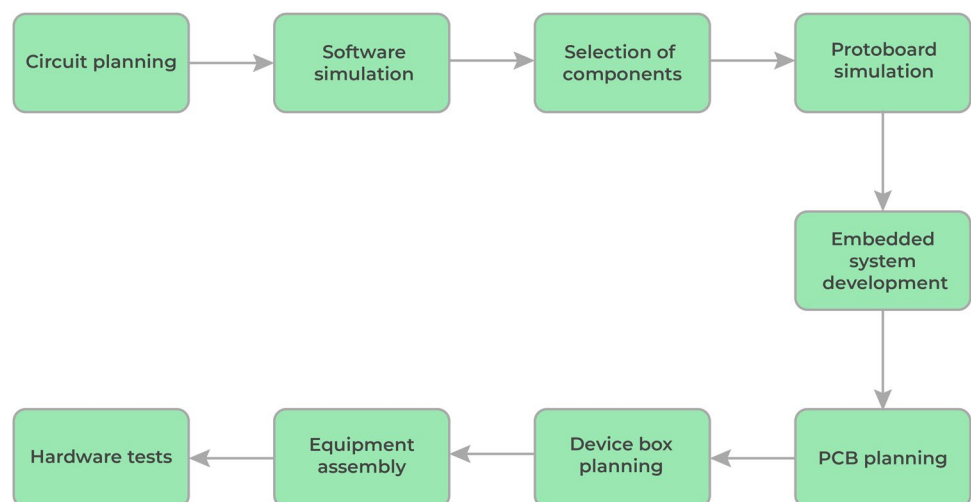 Circuit planning
Software
simulation
Selection of
components
Protoboard
simulation
Embedded
system
development
PCB planning
Device box
planning
Equipment
assembly
Hardware tests